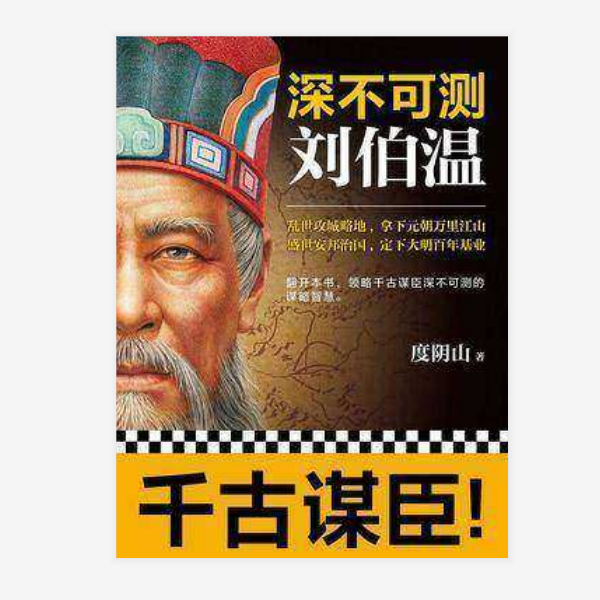 深不可测
刘伯温
乱世攻城略地，拿下元朝万里江山
盛世安邦治国，定下大明百年基业
翻开本书，领略千古谋臣深不可测的
谋略智慧。
度阴山 著
千古谋臣!